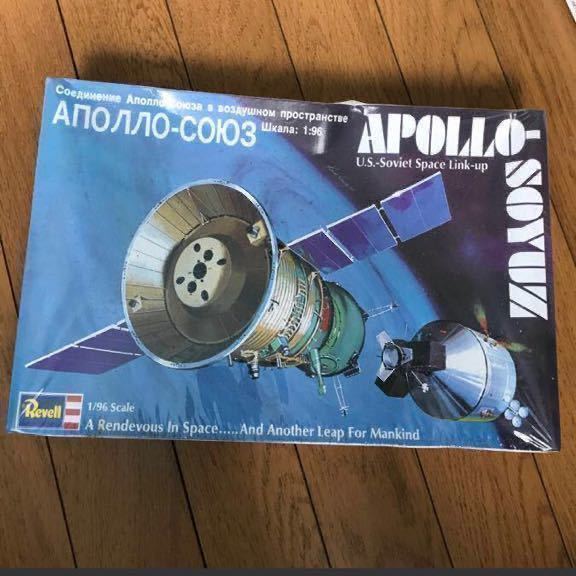 Соединение Аполло-Союза в воздушном пространстве
АПОЛЛО-СОЮЗ
Шкала: 1:96
APOLLO-
SOYUZ
U.S.-Soviet Space Link-up
Revell
1/96 Scale
A Rendevous In Space.....And Another Leap For Mankind